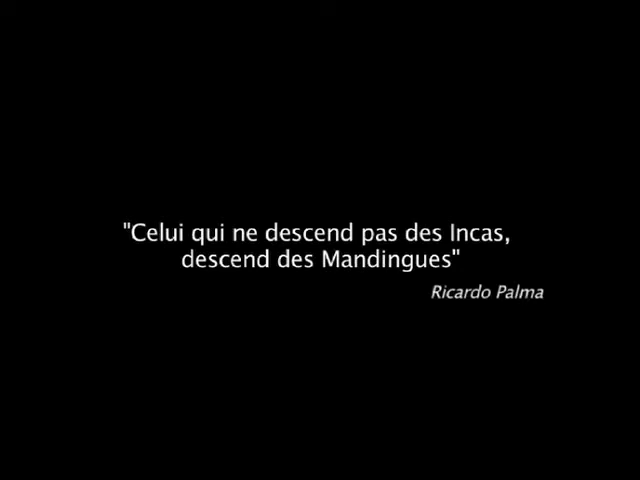 "Celui qui ne descend pas des Incas,
descend des Mandingues"
Ricardo Palma